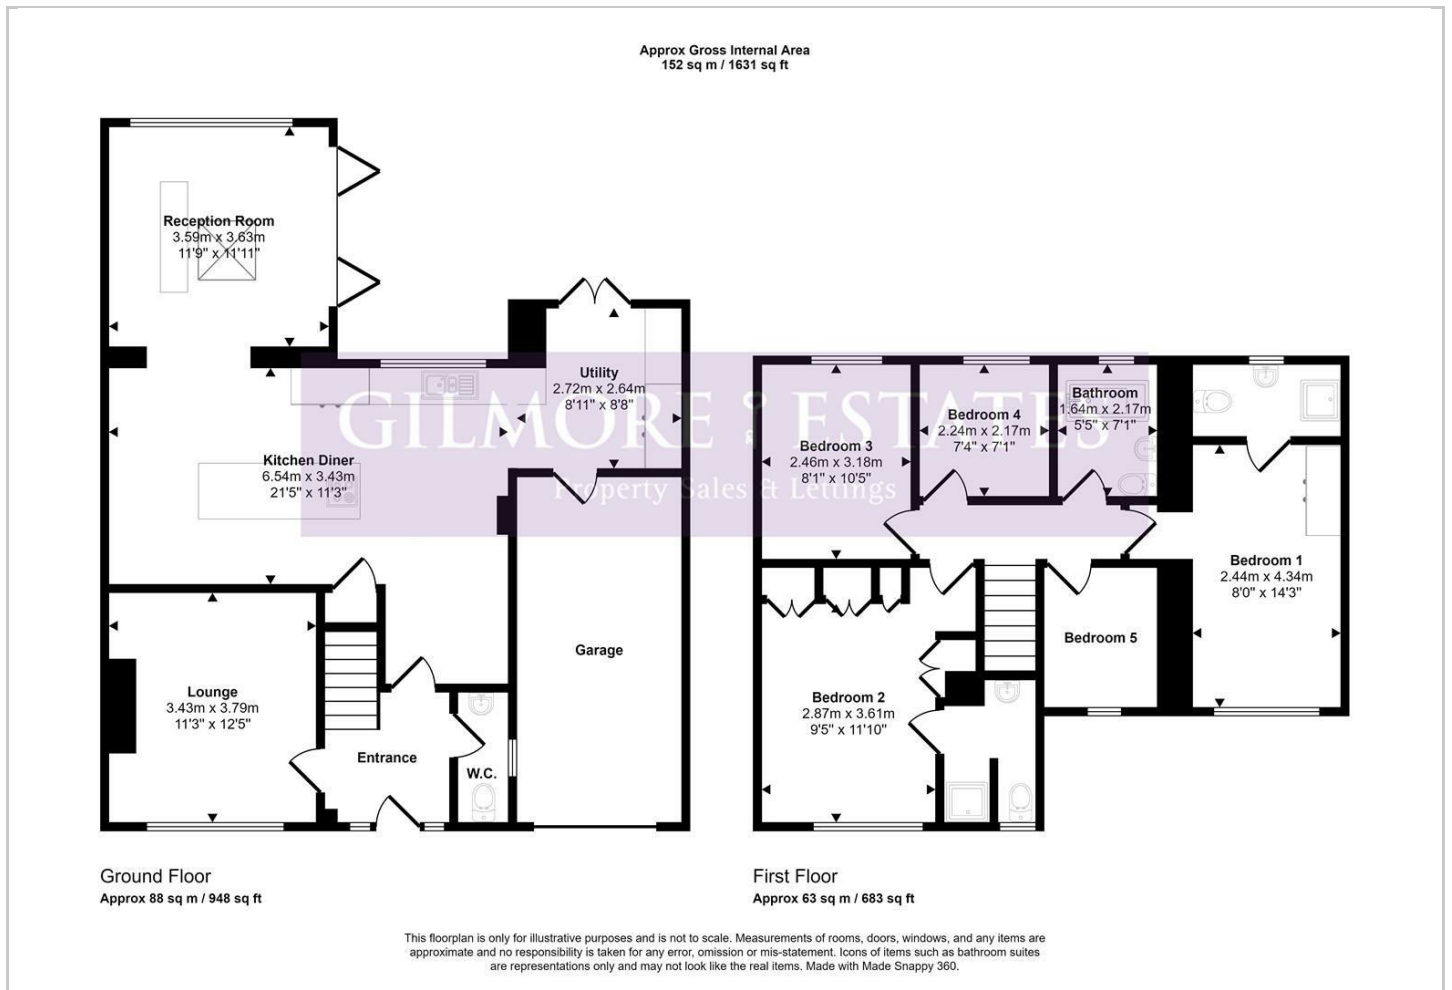 Approx Gross Internal Area
152 sq m / 1631 sq ft
Reception Room
3.59m x 3.63m
11'9" x 11'11"
Utility
2.72m x 2.64m
8'11" x 8'8"
Kitchen Diner
6.54m x 3.43m
21'5" x 11'3"
Lounge
3.43m x 3.79m
11'3" x 12'5"
Entrance
W.C.
Garage
Ground Floor
Approx 88 sq m / 948 sq ft
GILMORE ESTATES
Property Sales & Lettings
Bedroom 3
2.46m x 3.18m
8'1" x 10'5"
Bedroom 4
2.24m x 2.17m
7'4" x 7'1"
Bathroom
1.64m x 2.17m
5'5" x 7'1"
Bedroom 1
2.44m x 4.34m
8'0" x 14'3"
Bedroom 5
Bedroom 2
2.87m x 3.61m
9'5" x 11'10"
First Floor
Approx 63 sq m / 683 sq ft
This floorplan is only for illustrative purposes and is not to scale. Measurements of rooms, doors, windows, and any items are
approximate and no responsibility is taken for any error, omission or mis-statement. Icons of items such as bathroom suites
are representations only and may not look like the real items. Made with Made Snappy 360.